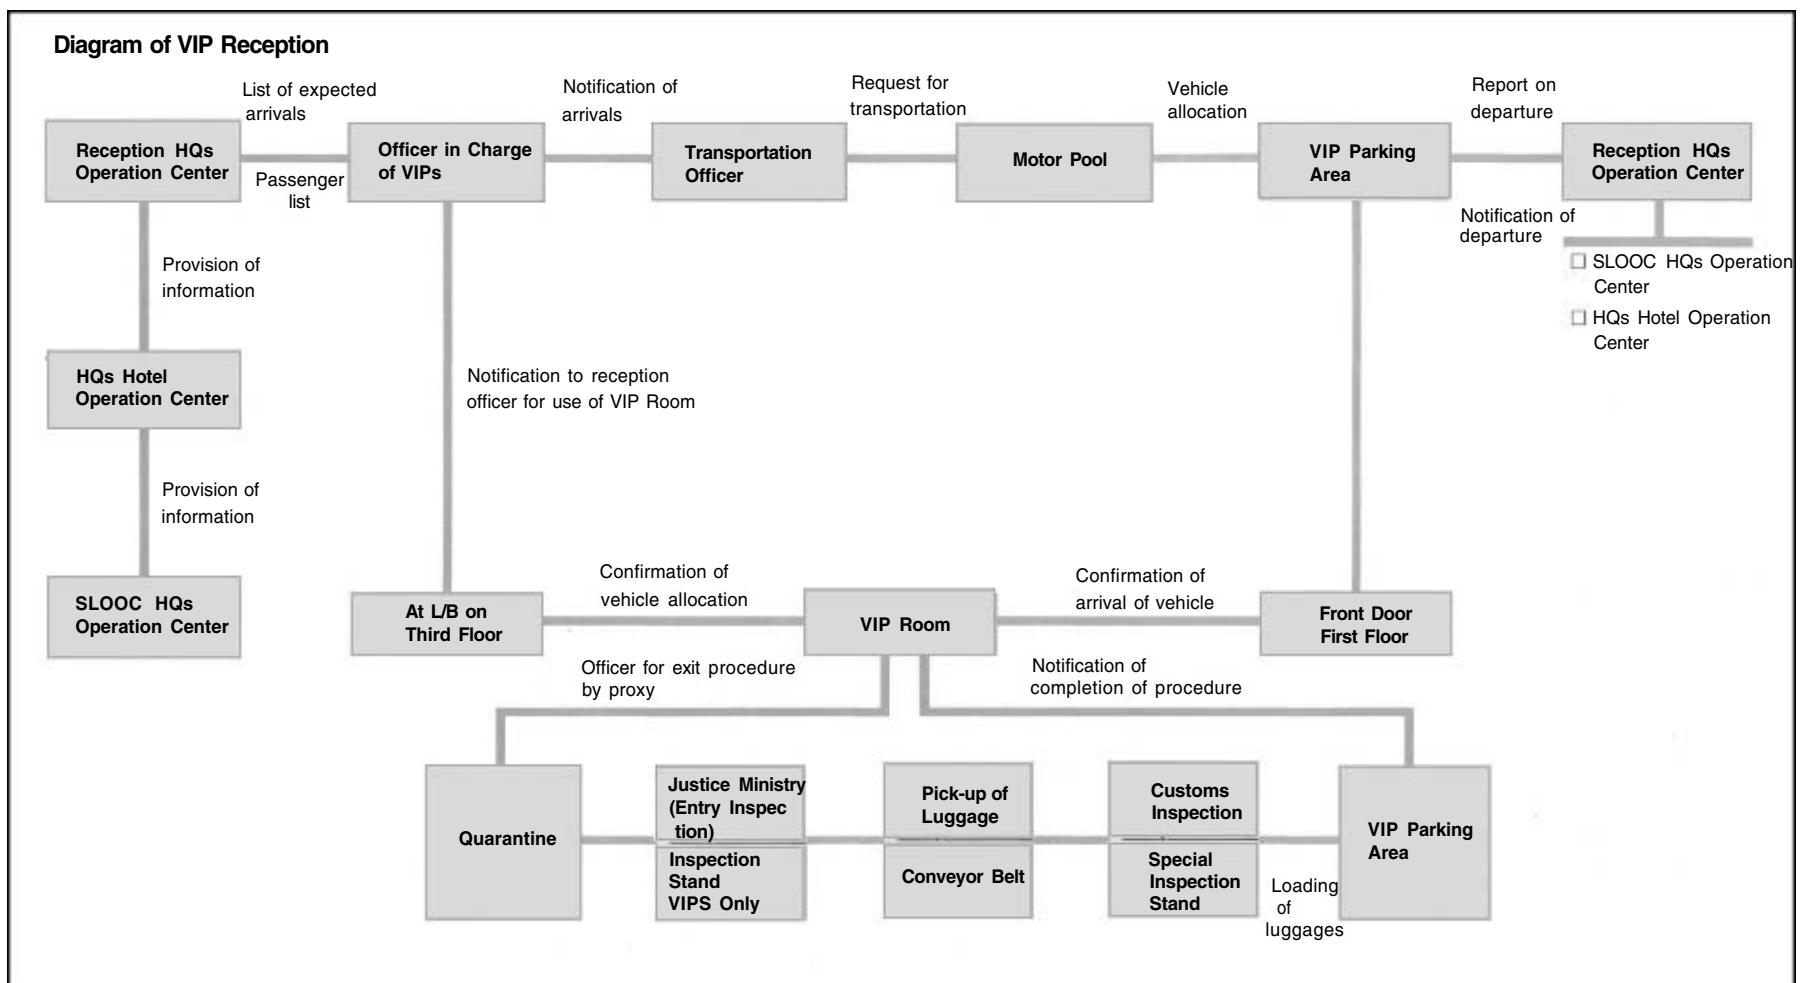 Diagram of VIP Reception
List of expected
arrivals
Notification of
arrivals
Request for
transportation
Vehicle
allocation
Report on
departure
Reception HQs
Operation Center
Passenger
list
Officer in Charge
of VIPs
Transportation
Officer
Motor Pool
VIP Parking
Area
Reception HQs
Operation Center
Notification of
departure
SLOOC HQs Operation
Center
HQs Hotel Operation
Center
Provision of
information
HQs Hotel
Operation Center
Notification to reception
officer for use of VIP Room
Provision of
information
SLOOC HQs
Operation Center
At L/B on
Third Floor
Confirmation of
vehicle allocation
VIP Room
Confirmation of
arrival of vehicle
Front Door
First Floor
Officer for exit procedure
by proxy
Notification of
completion of procedure
Quarantine
Justice Ministry
(Entry Inspec
tion)
Inspection
Stand
VIPS Only
Pick-up of
Luggage
Conveyor Belt
Customs
Inspection
Special
Inspection
Stand
Loading
of
luggages
VIP Parking
Area